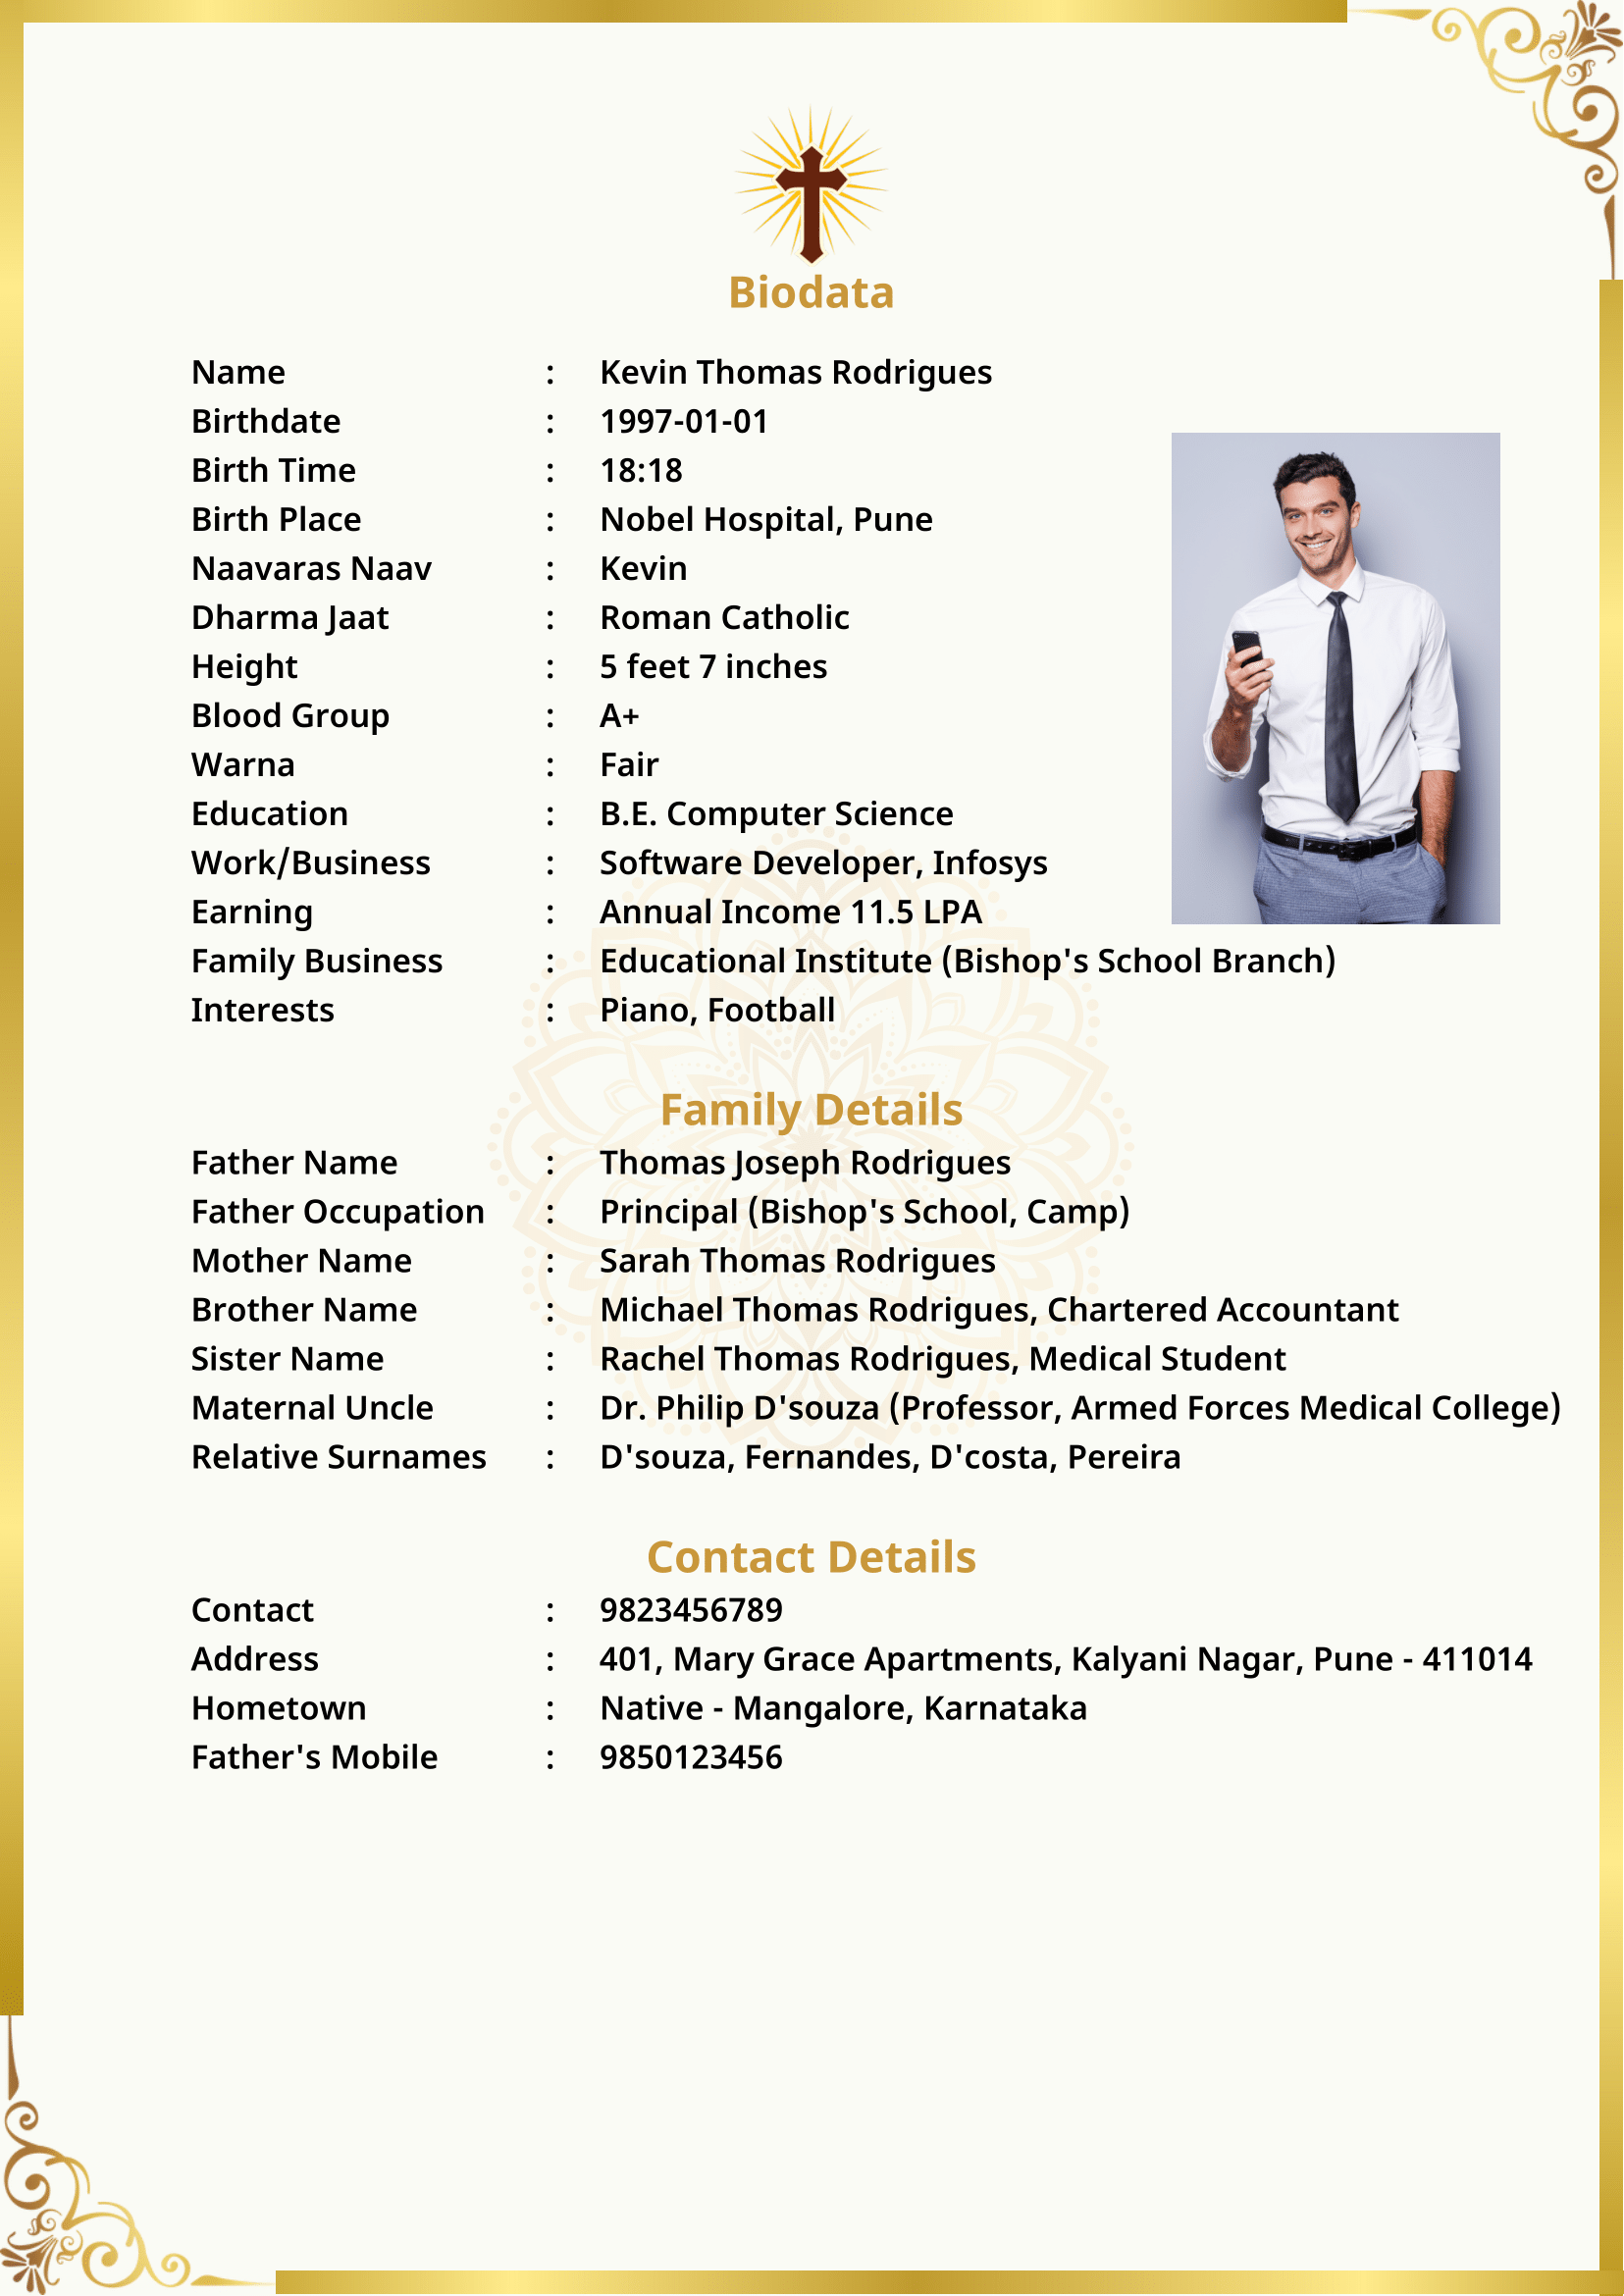 Biodata
Name : Kevin Thomas Rodrigues
Birthdate : 1997-01-01
Birth Time : 18:18
Birth Place : Nobel Hospital, Pune
Naavaras Naav : Kevin
Dharma Jaat : Roman Catholic
Height : 5 feet 7 inches
Blood Group : A+
Warna : Fair
Education : B.E. Computer Science
Work/Business : Software Developer, Infosys
Earning : Annual Income 11.5 LPA
Family Business : Educational Institute (Bishop's School Branch)
Interests : Piano, Football
Family Details
Father Name : Thomas Joseph Rodrigues
Father Occupation : Principal (Bishop's School, Camp)
Mother Name : Sarah Thomas Rodrigues
Brother Name : Michael Thomas Rodrigues, Chartered Accountant
Sister Name : Rachel Thomas Rodrigues, Medical Student
Maternal Uncle : Dr. Philip D'souza (Professor, Armed Forces Medical College)
Relative Surnames : D'souza, Fernandes, D'costa, Pereira
Contact Details
Contact : 9823456789
Address : 401, Mary Grace Apartments, Kalyani Nagar, Pune - 411014
Hometown : Native - Mangalore, Karnataka
Father's Mobile : 9850123456